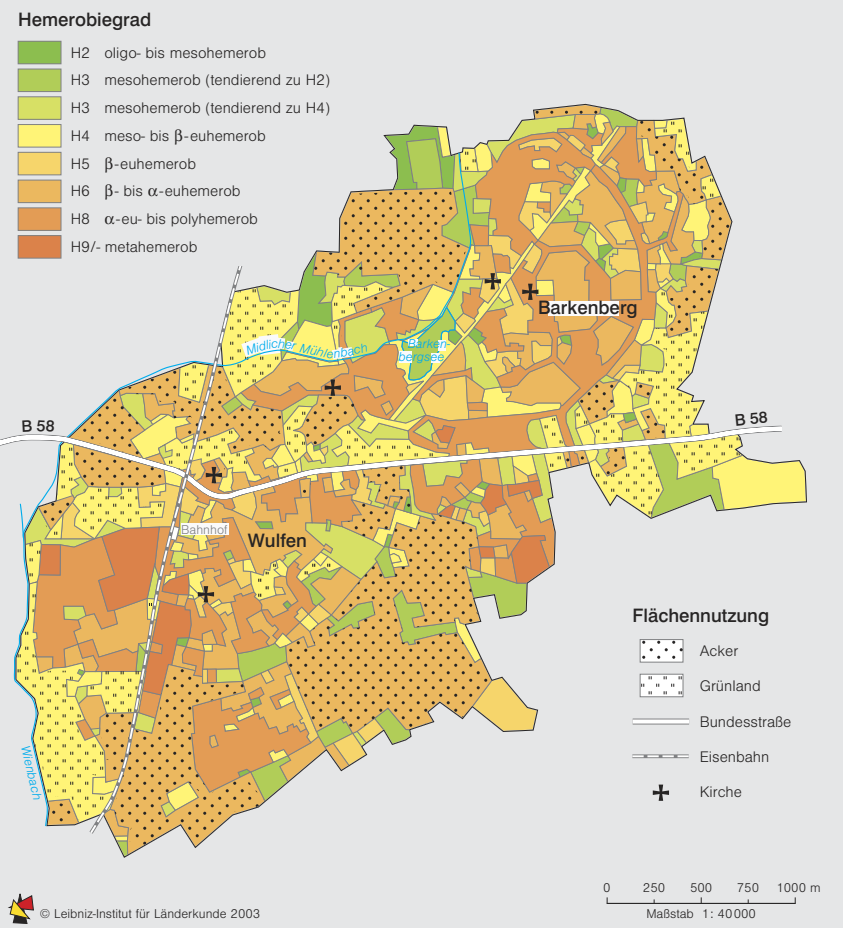 Hemerobiegrad
H2 oligo- bis mesohemerob
H3 mesohemerob (tendierend zu H2)
H3 mesohemerob (tendierend zu H4)
H4 meso- bis β-euhemerob
H5 β-euhemerob
H6 β- bis α-euhemerob
H8 α-eu- bis polyhemerob
H9/- metahemerob
Barkenberg
Midlicher Mühlenbach
Barken-
bergsee
B 58
B 58
Bahnhof
Wulfen
Wienbach
Flächennutzung
Acker
Grünland
Bundesstraße
Eisenbahn
Kirche
0 250 500 750 1000 m
Maßstab 1: 40000
© Leibniz-Institut für Länderkunde 2003